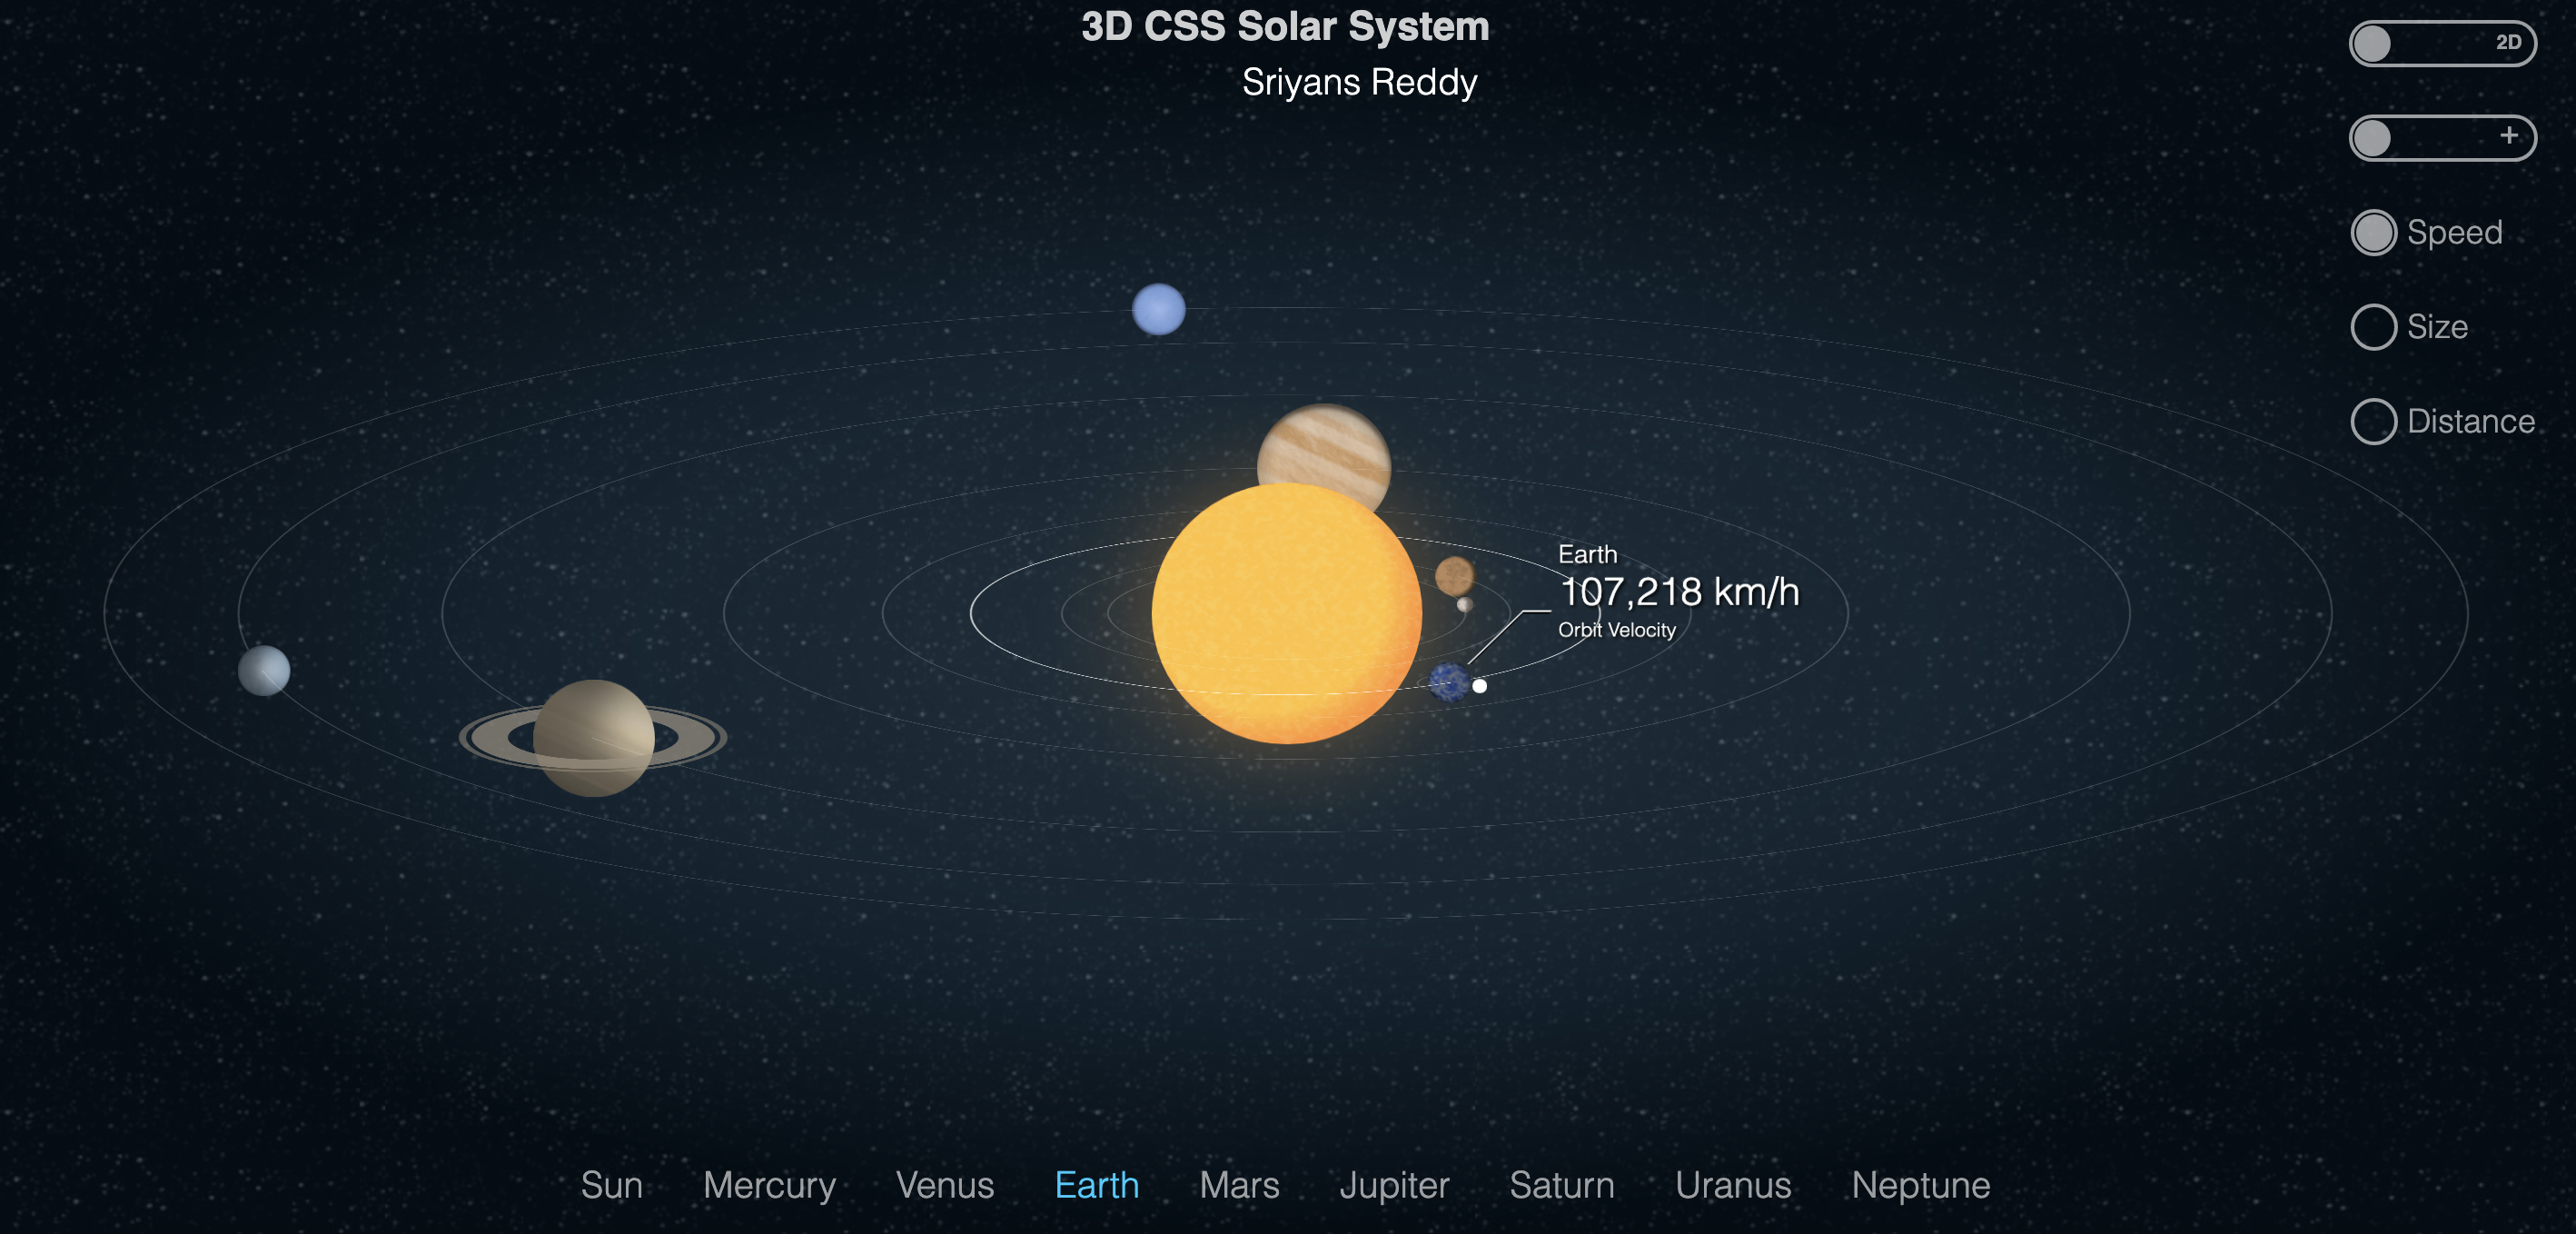 3D CSS Solar System
Sriyans Reddy
2D
+
Speed
Size
Distance
Earth
107,218 km/h
Orbit Velocity
Sun Mercury Venus Earth Mars Jupiter Saturn Uranus Neptune